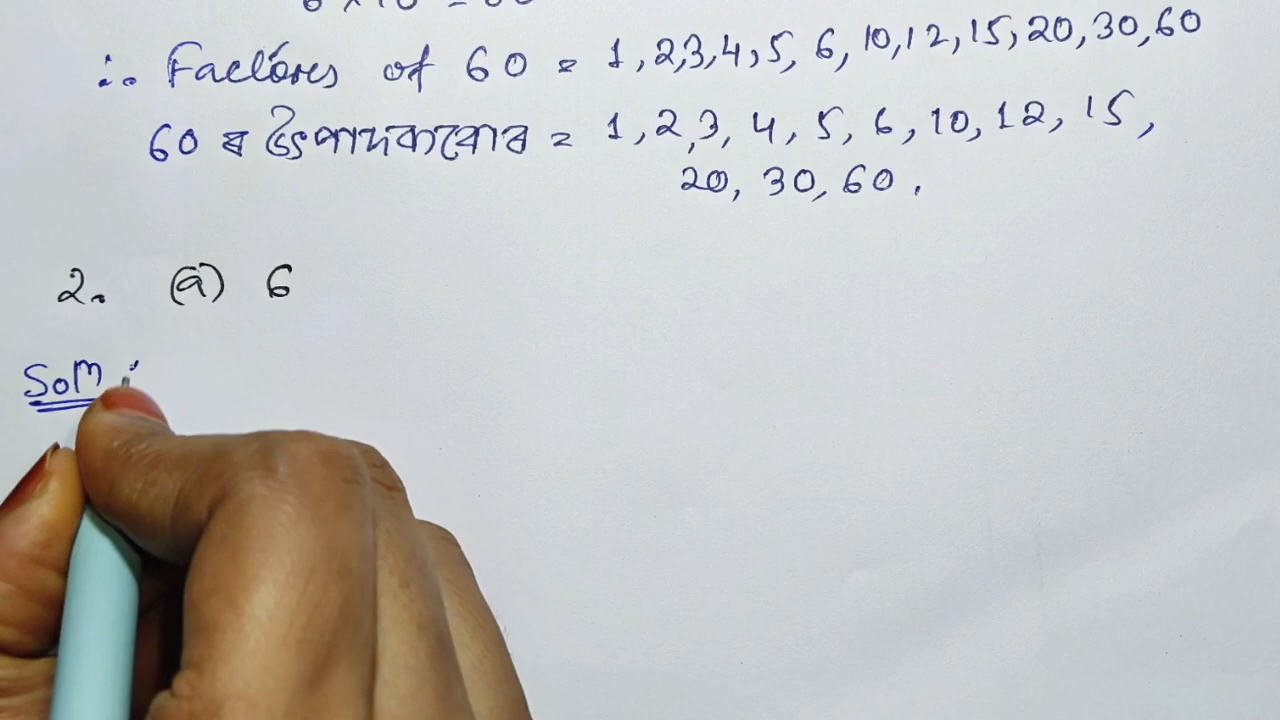 ∴ Factores of 60 = 1, 2, 3, 4, 5, 6, 10, 12, 15, 20, 30, 60
60 ৰ উৎপাদকবোৰ = 1, 2, 3, 4, 5, 6, 10, 12, 15,
20, 30, 60.
2. (a) 6
Soln :